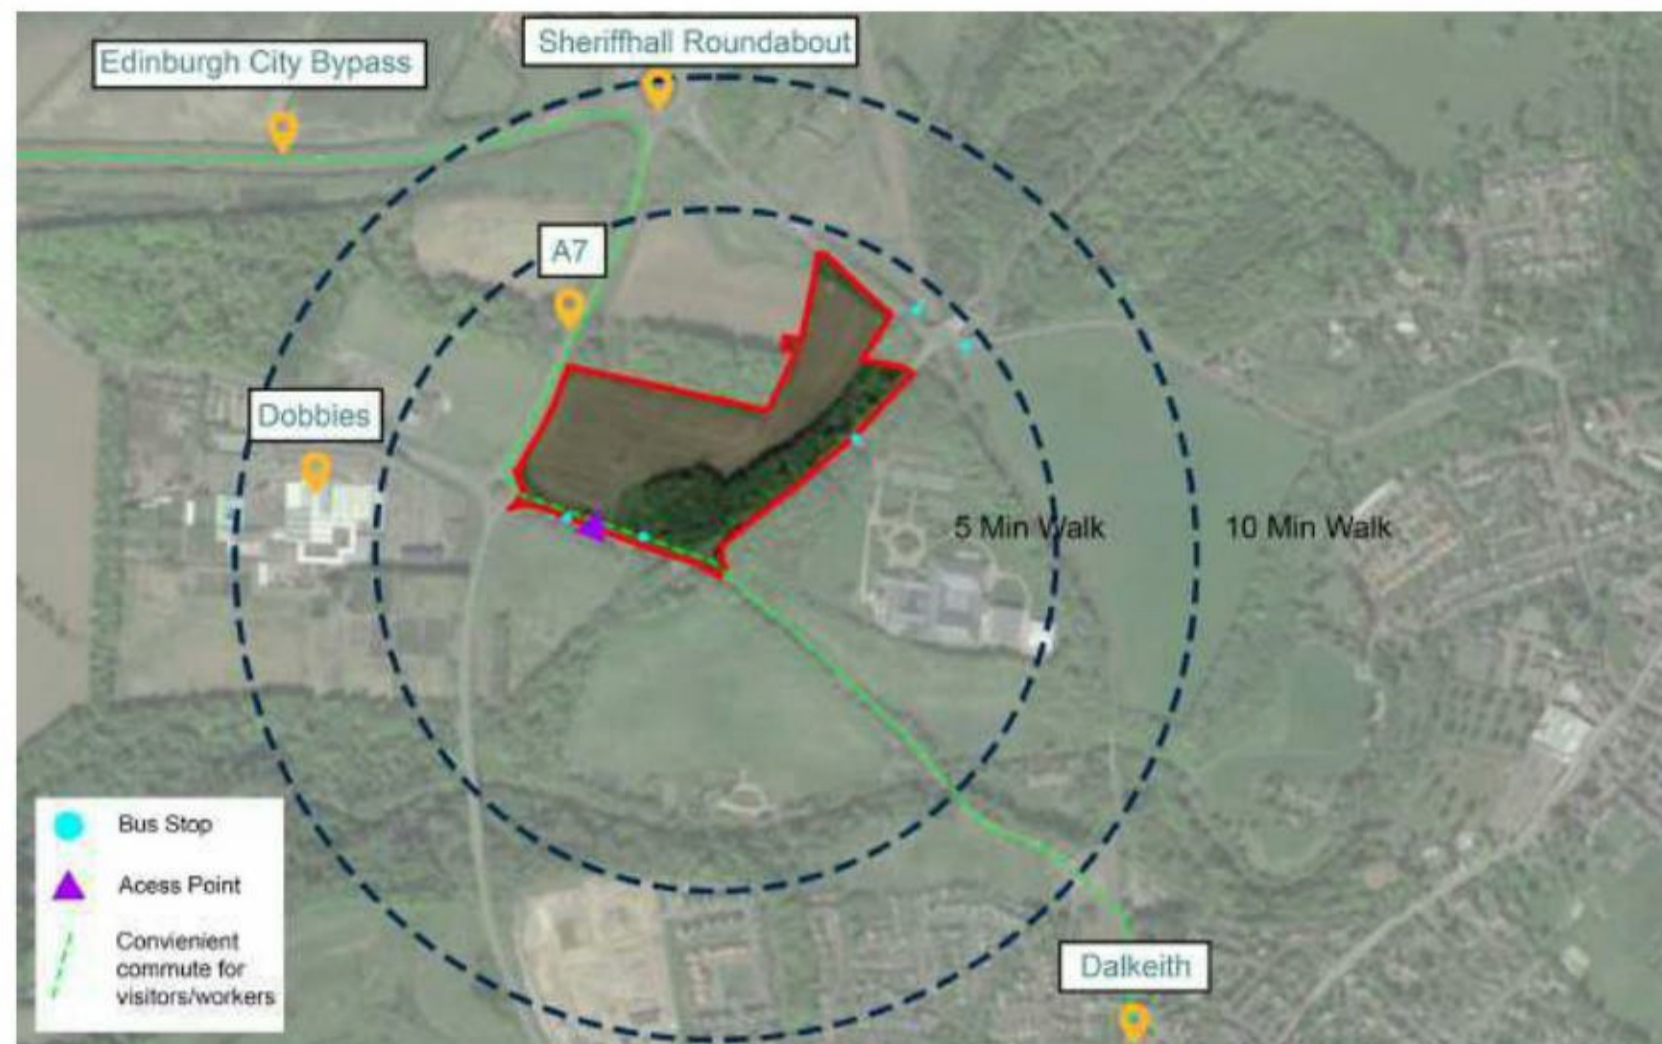 Edinburgh City Bypass
Sheriffhall Roundabout
A7
Dobbies
5 Min Walk
10 Min Walk
Bus Stop
Acess Point
Convienient
commute for
visitors/workers
Dalkeith